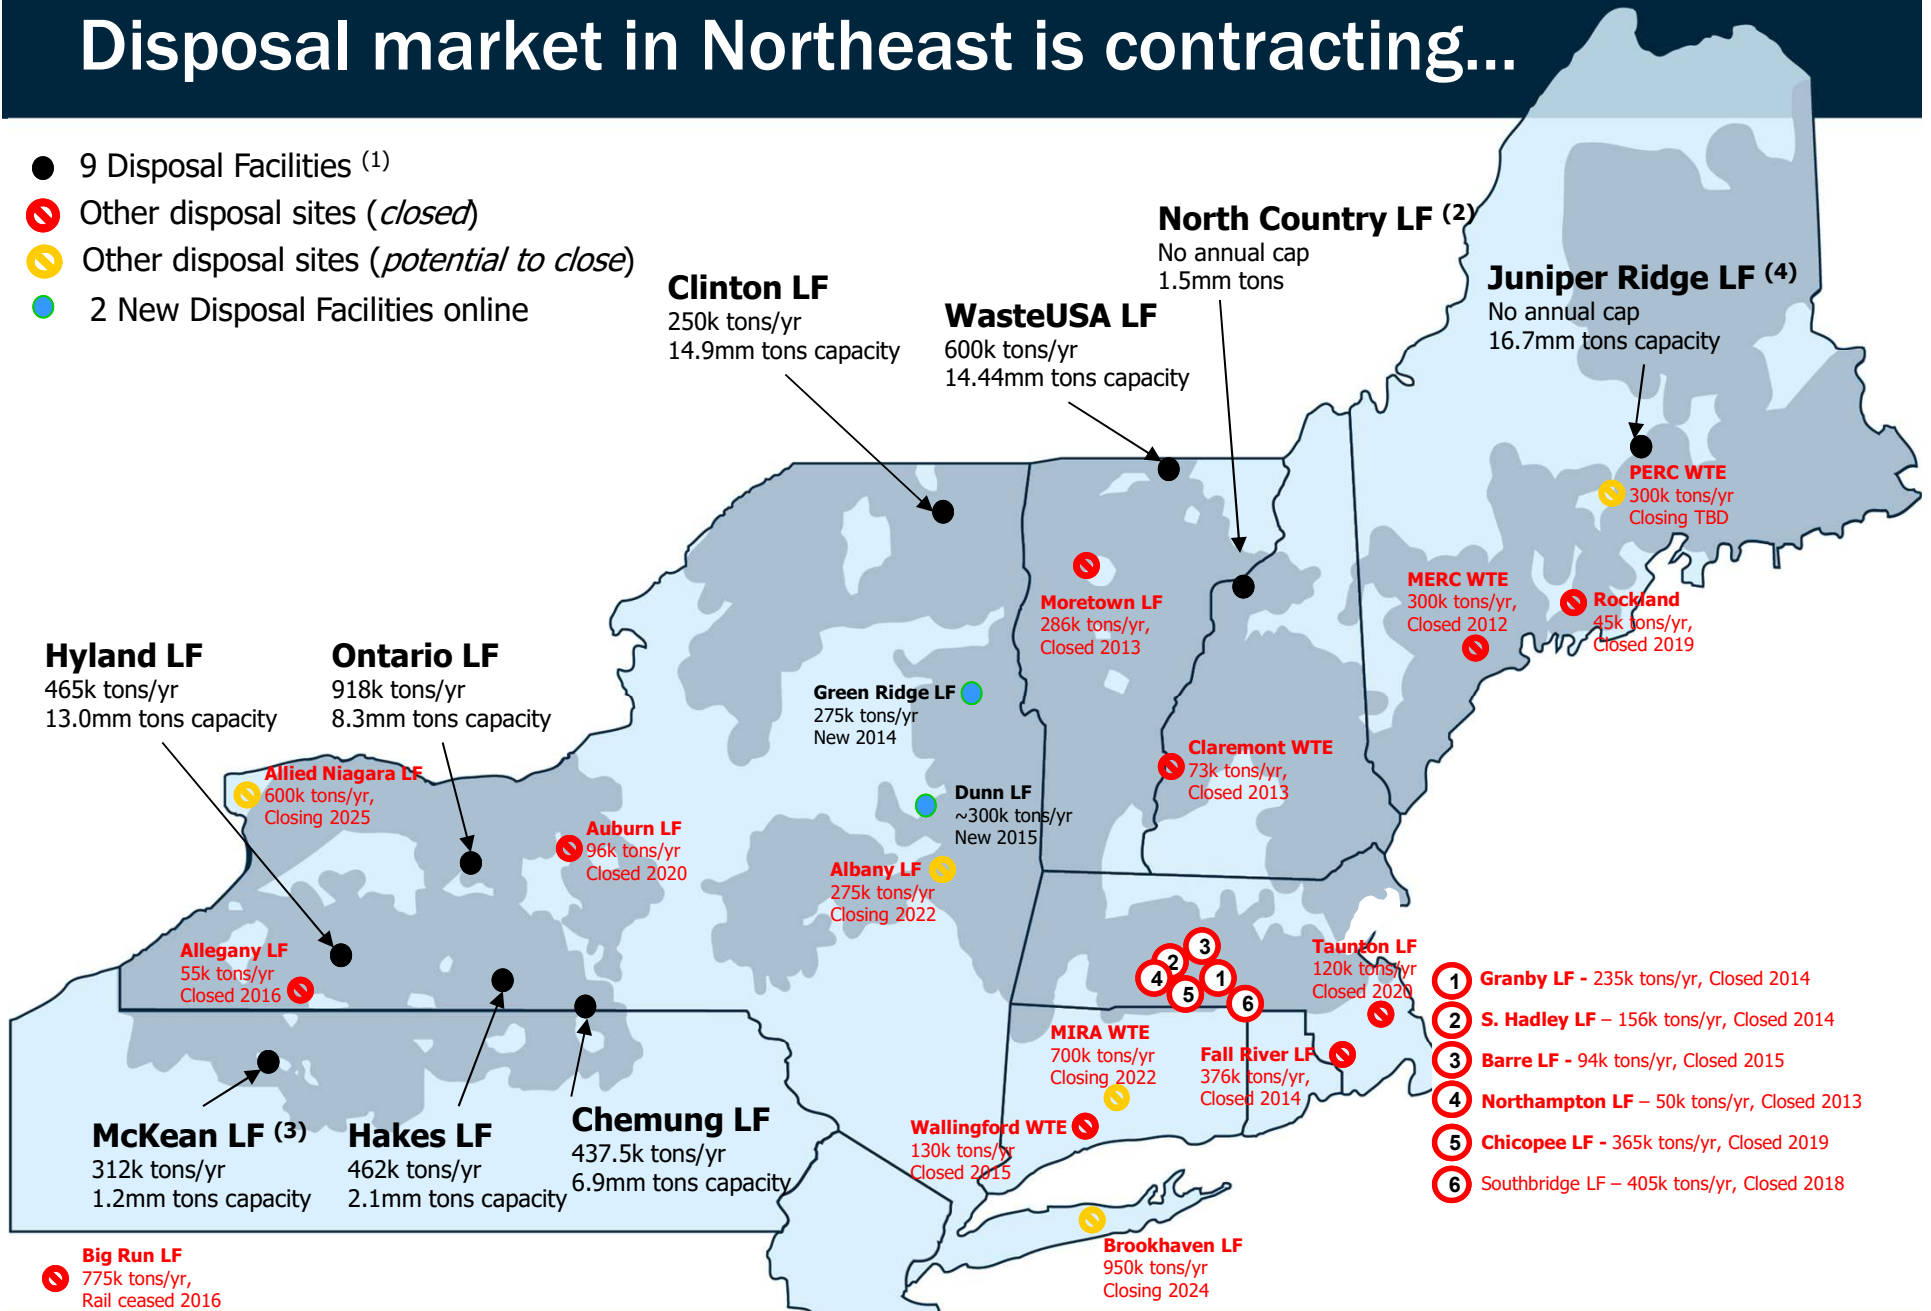 Disposal market in Northeast is contracting...
9 Disposal Facilities (1)
Other disposal sites (closed)
Other disposal sites (potential to close)
2 New Disposal Facilities online
North Country LF (2)
No annual cap
1.5mm tons
Juniper Ridge LF (4)
No annual cap
16.7mm tons capacity
Clinton LF
250k tons/yr
14.9mm tons capacity
WasteUSA LF
600k tons/yr
14.44mm tons capacity
PERC WTE
300k tons/yr
Closing TBD
MERC WTE
300k tons/yr,
Closed 2012
Rockland
45k tons/yr,
Closed 2019
Moretown LF
286k tons/yr,
Closed 2013
Hyland LF
465k tons/yr
13.0mm tons capacity
Ontario LF
918k tons/yr
8.3mm tons capacity
Green Ridge LF
275k tons/yr
New 2014
Claremont WTE
73k tons/yr,
Closed 2013
Allied Niagara LF
600k tons/yr,
Closing 2025
Dunn LF
~300k tons/yr
New 2015
Auburn LF
96k tons/yr
Closed 2020
Albany LF
275k tons/yr
Closing 2022
Allegany LF
55k tons/yr
Closed 2016
3
2
4
1
5
6
Taunton LF
120k tons/yr
Closed 2020
1 Granby LF - 235k tons/yr, Closed 2014
2 S. Hadley LF – 156k tons/yr, Closed 2014
3 Barre LF - 94k tons/yr, Closed 2015
4 Northampton LF – 50k tons/yr, Closed 2013
5 Chicopee LF - 365k tons/yr, Closed 2019
6 Southbridge LF – 405k tons/yr, Closed 2018
MIRA WTE
700k tons/yr
Closing 2022
Fall River LF
376k tons/yr,
Closed 2014
Wallingford WTE
130k tons/yr
Closed 2015
McKean LF (3)
312k tons/yr
1.2mm tons capacity
Hakes LF
462k tons/yr
2.1mm tons capacity
Chemung LF
437.5k tons/yr
6.9mm tons capacity
Brookhaven LF
950k tons/yr
Closing 2024
Big Run LF
775k tons/yr,
Rail ceased 2016